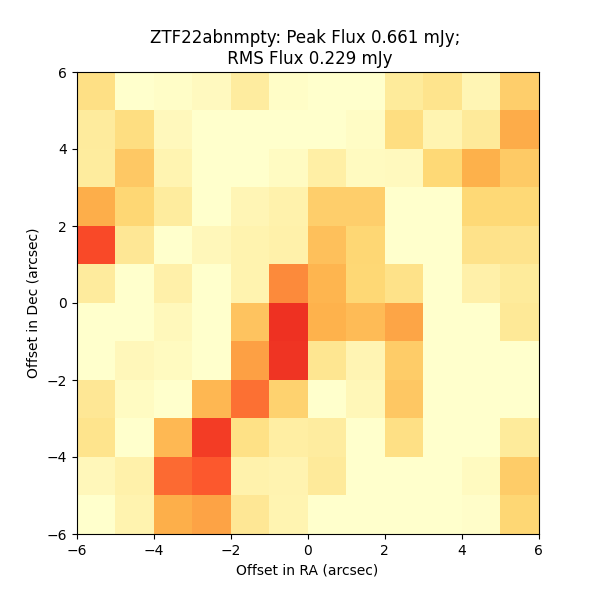 ZTF22abnmpty: Peak Flux 0.661 mJy;
RMS Flux 0.229 mJy
6
4
2
0
−2
−4
−6
Offset in Dec (arcsec)
−6 −4 −2 0 2 4 6
Offset in RA (arcsec)